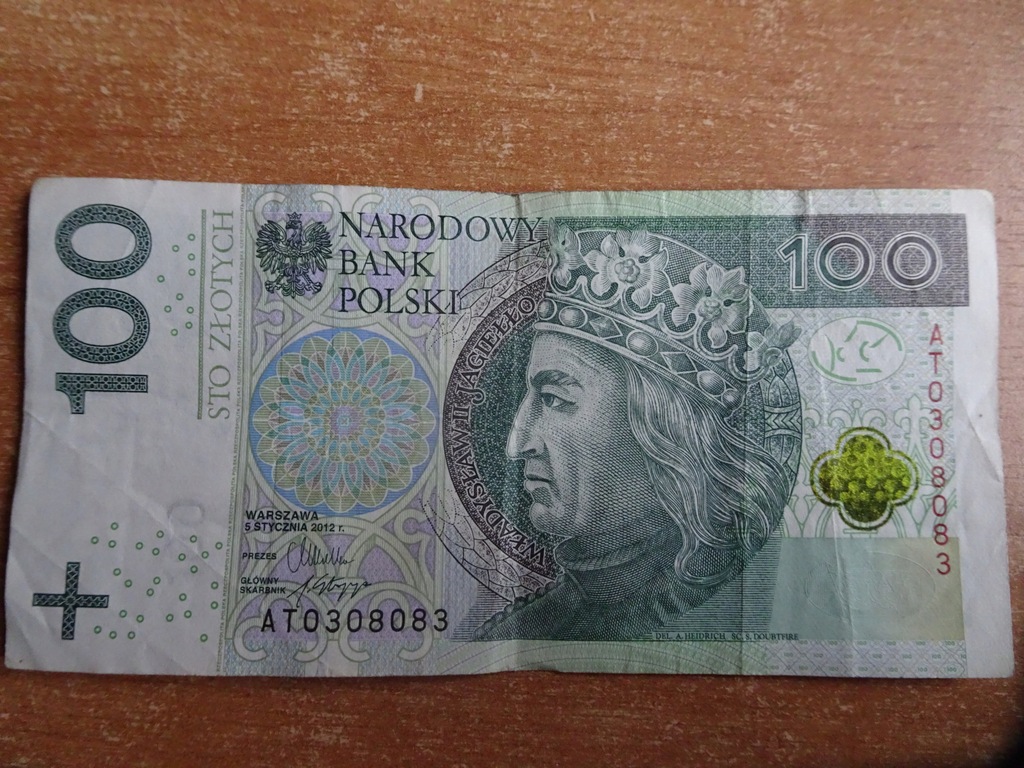 100
STO ZŁOTYCH
NARODOWY
BANK
POLSKI
100
WŁADYSŁAW II JAGIEŁŁO
AT0308083
WARSZAWA
5 STYCZNIA 2012 r.
PREZES
GŁÓWNY
SKARBNIK
AT0308083
DEL. A. HEIDRICH SC. S. DOUBTFIRE